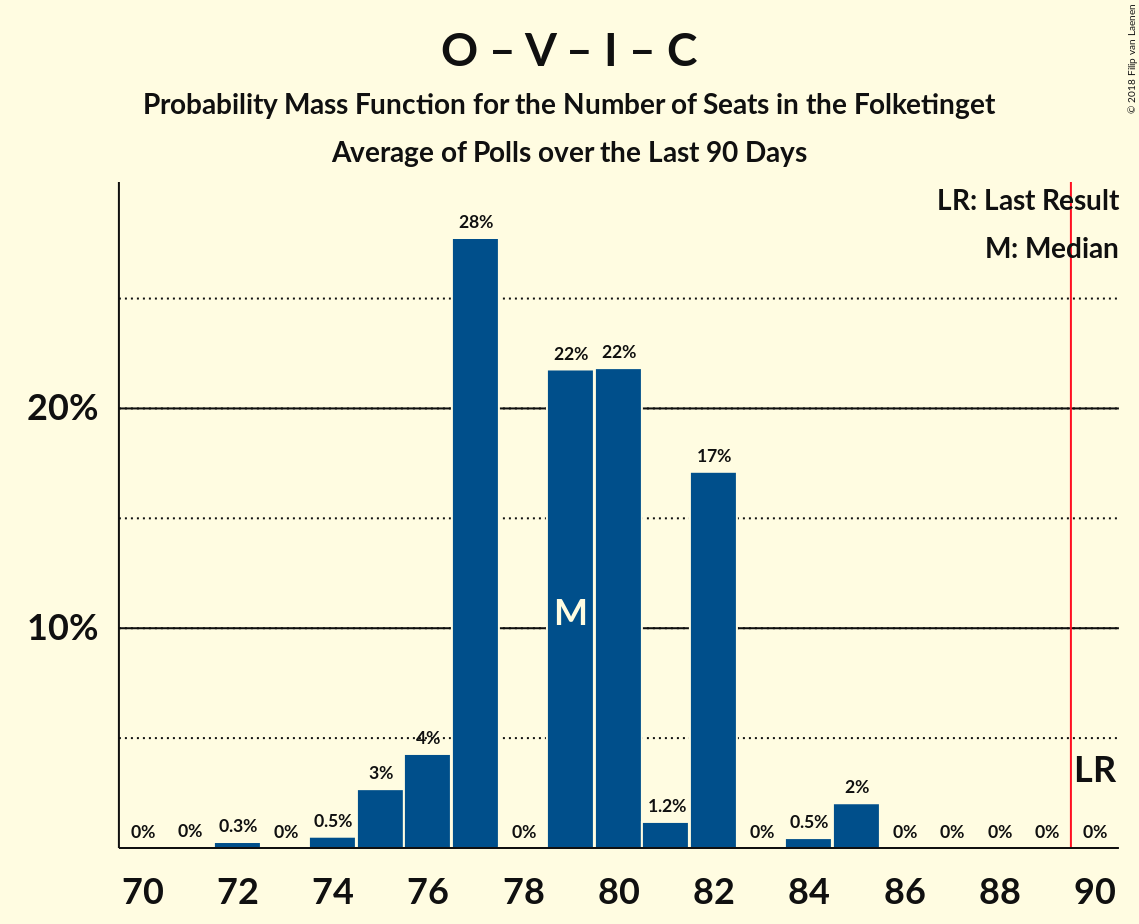 O – V – I – C
Probability Mass Function for the Number of Seats in the Folketinget
Average of Polls over the Last 90 Days
© 2018 Filip van Laenen
LR: Last Result
M: Median
28%
22%
22%
20%
17%
M
10%
4%
3%
2%
LR
1.2%
0.5%
0.5%
0.3%
0% 0% 0% 0% 0% 0% 0% 0% 0% 0%
70 72 74 76 78 80 82 84 86 88 90